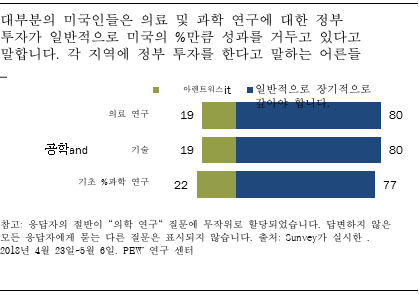 대부분의 미국인들은 의료 및 과학 연구에 대한 정부
투자가 일반적으로 미국의 %만큼 성과를 거두고 있다고
말합니다. 각 지역에 정부 투자를 한다고 말하는 어른들
_
아렌트위스it 일반적으로 장기적으로
갚아야 합니다.
의료 연구 19 80
공학and 기술 19 80
기초 %과학 연구 22 77
참고: 응답자의 절반이 "의학 연구" 질문에 무작위로 할당되었습니다. 답변하지 않은
모든 응답자에게 묻는 다른 질문은 표시되지 않습니다. 출처: Survey가 실시한 .
2018년 4월 23일~5월 6일. PEW 연구 센터